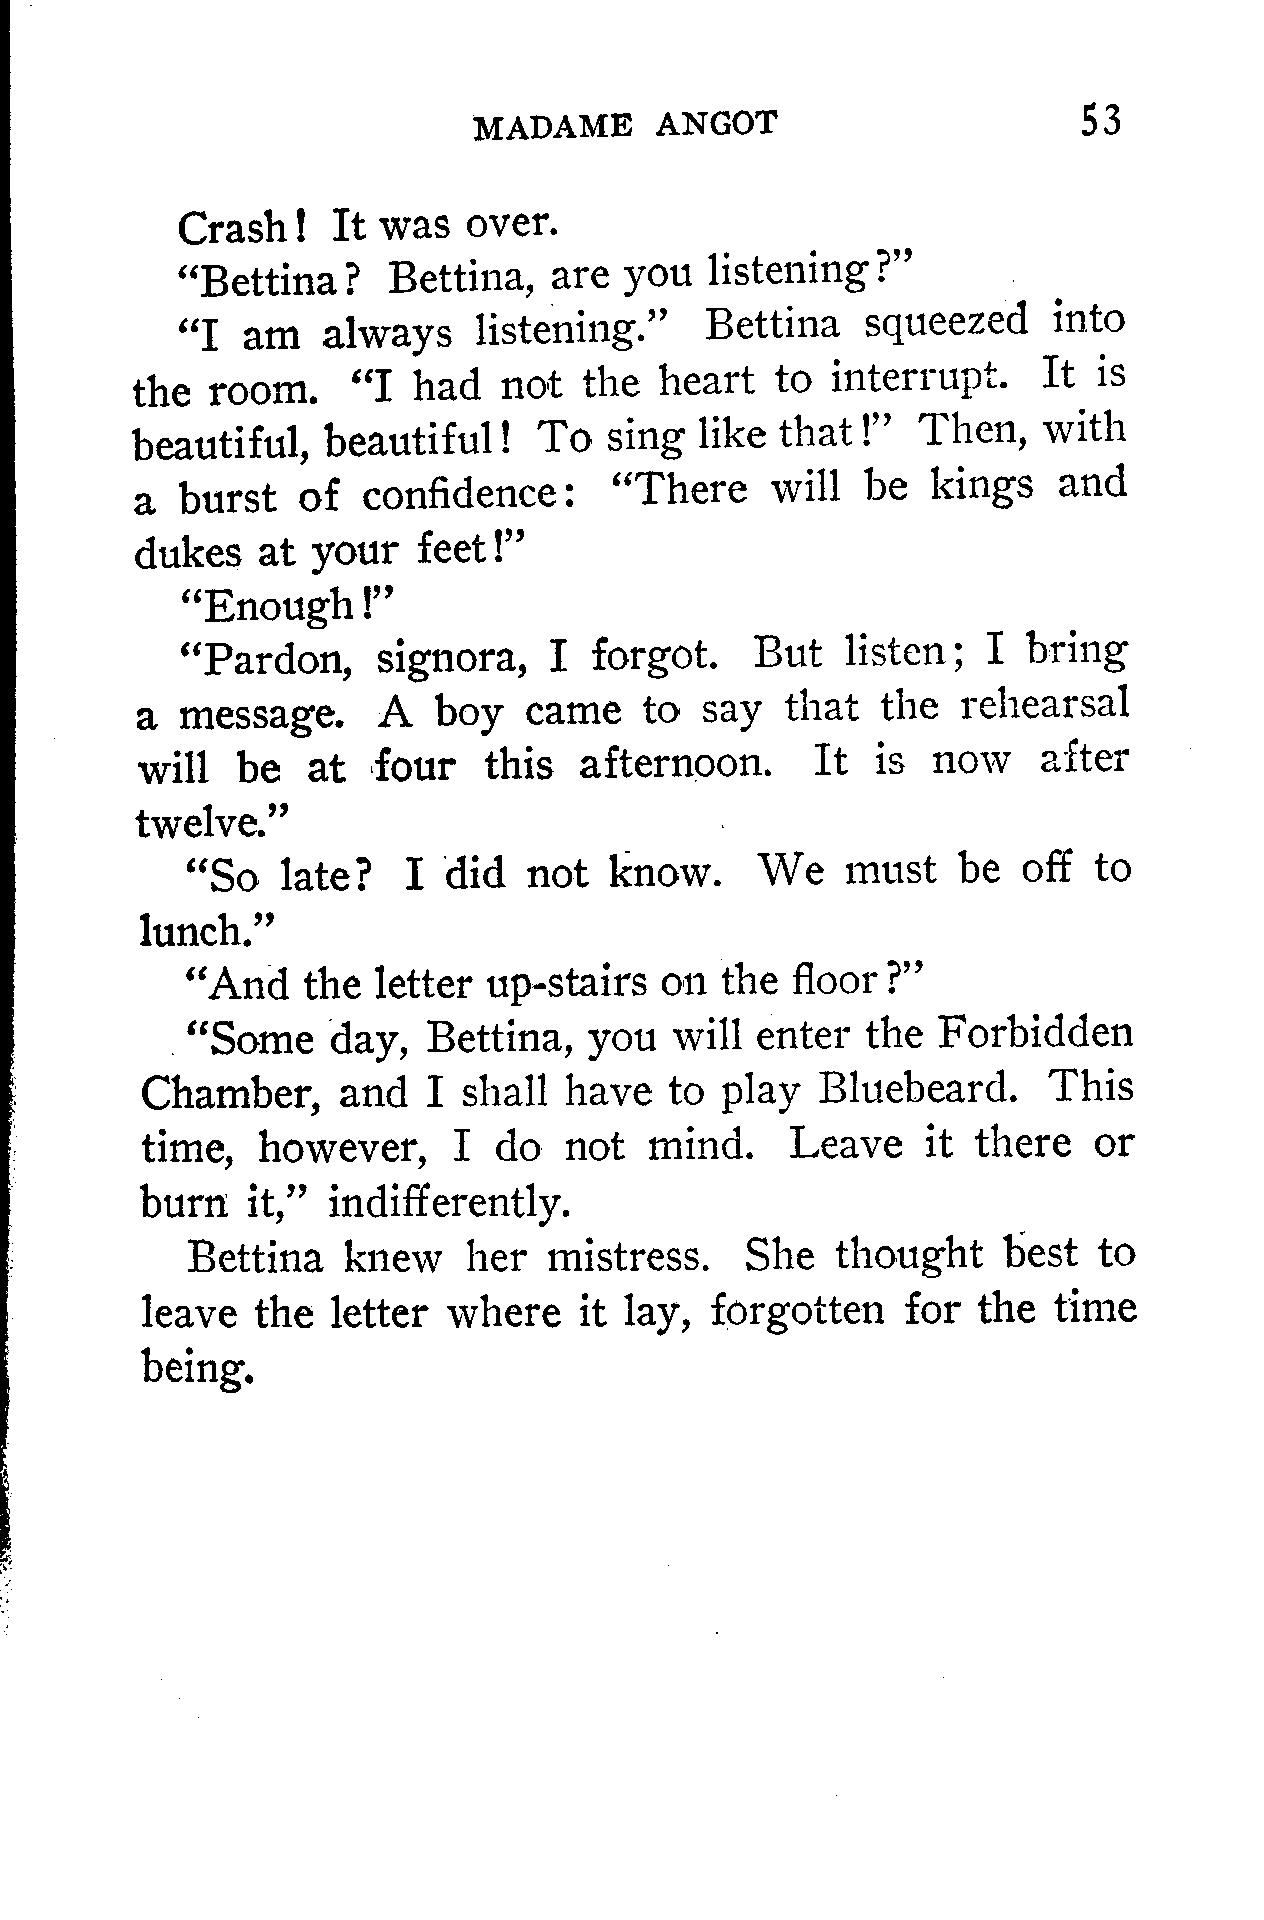 MADAME ANGOT 53
Crash! It was over.
“Bettina? Bettina, are you listening?”
“I am always listening.” Bettina squeezed into
the room. “I had not the heart to interrupt. It is
beautiful, beautiful! To sing like that!” Then, with
a burst of confidence: “There will be kings and
dukes at your feet!”
“Enough!”
“Pardon, signora, I forgot. But listen; I bring
a message. A boy came to say that the rehearsal
will be at four this afternoon. It is now after
twelve.”
“So late? I did not know. We must be off to
lunch.”
“And the letter up-stairs on the floor?”
“Some day, Bettina, you will enter the Forbidden
Chamber, and I shall have to play Bluebeard. This
time, however, I do not mind. Leave it there or
burn it,” indifferently.
Bettina knew her mistress. She thought best to
leave the letter where it lay, forgotten for the time
being.